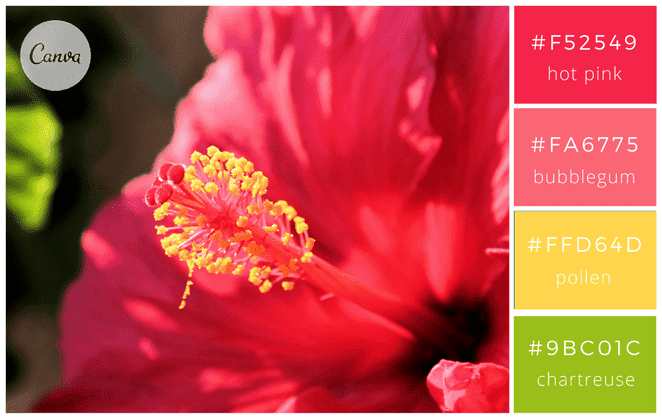 Canva
#F52549
hot pink
#FA6775
bubblegum
#FFD64D
pollen
#9BC01C
chartreuse